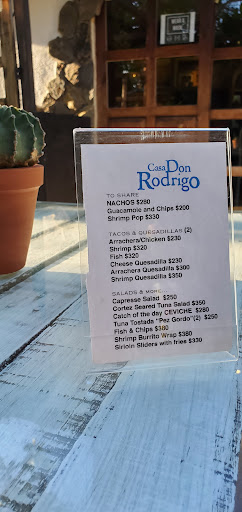 Casa Don
Rodrigo
TO SHARE
NACHOS $280
Guacamole and Chips $200
Shrimp Pop $330
TACOS & QUESADILLAS (2)
Arrachera/Chicken $230
Shrimp $320
Fish $320
Cheese Quesadilla $230
Arrachera Quesadilla $300
Shrimp Quesadilla $350
SALADS & MORE...
Capresse Salad $250
Cortez Seared Tuna Salad $350
Catch of the day CEVICHE $280
Tuna Tostada "Pez Gordo"(2) $250
Fish & Chips $380
Shrimp Burrito Wrap $380
Sirloin Sliders with fries $330